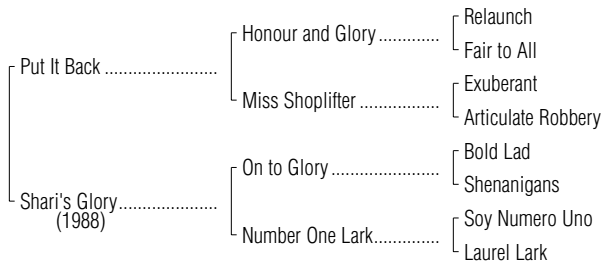 Relaunch
Honour and Glory .............
Fair to All
Put It Back .......................
Exuberant
Miss Shoplifter .................
Articulate Robbery
Bold Lad
On to Glory ......................
Shenanigans
Shari's Glory....................
(1988)
Soy Numero Uno
Number One Lark.............
Laurel Lark